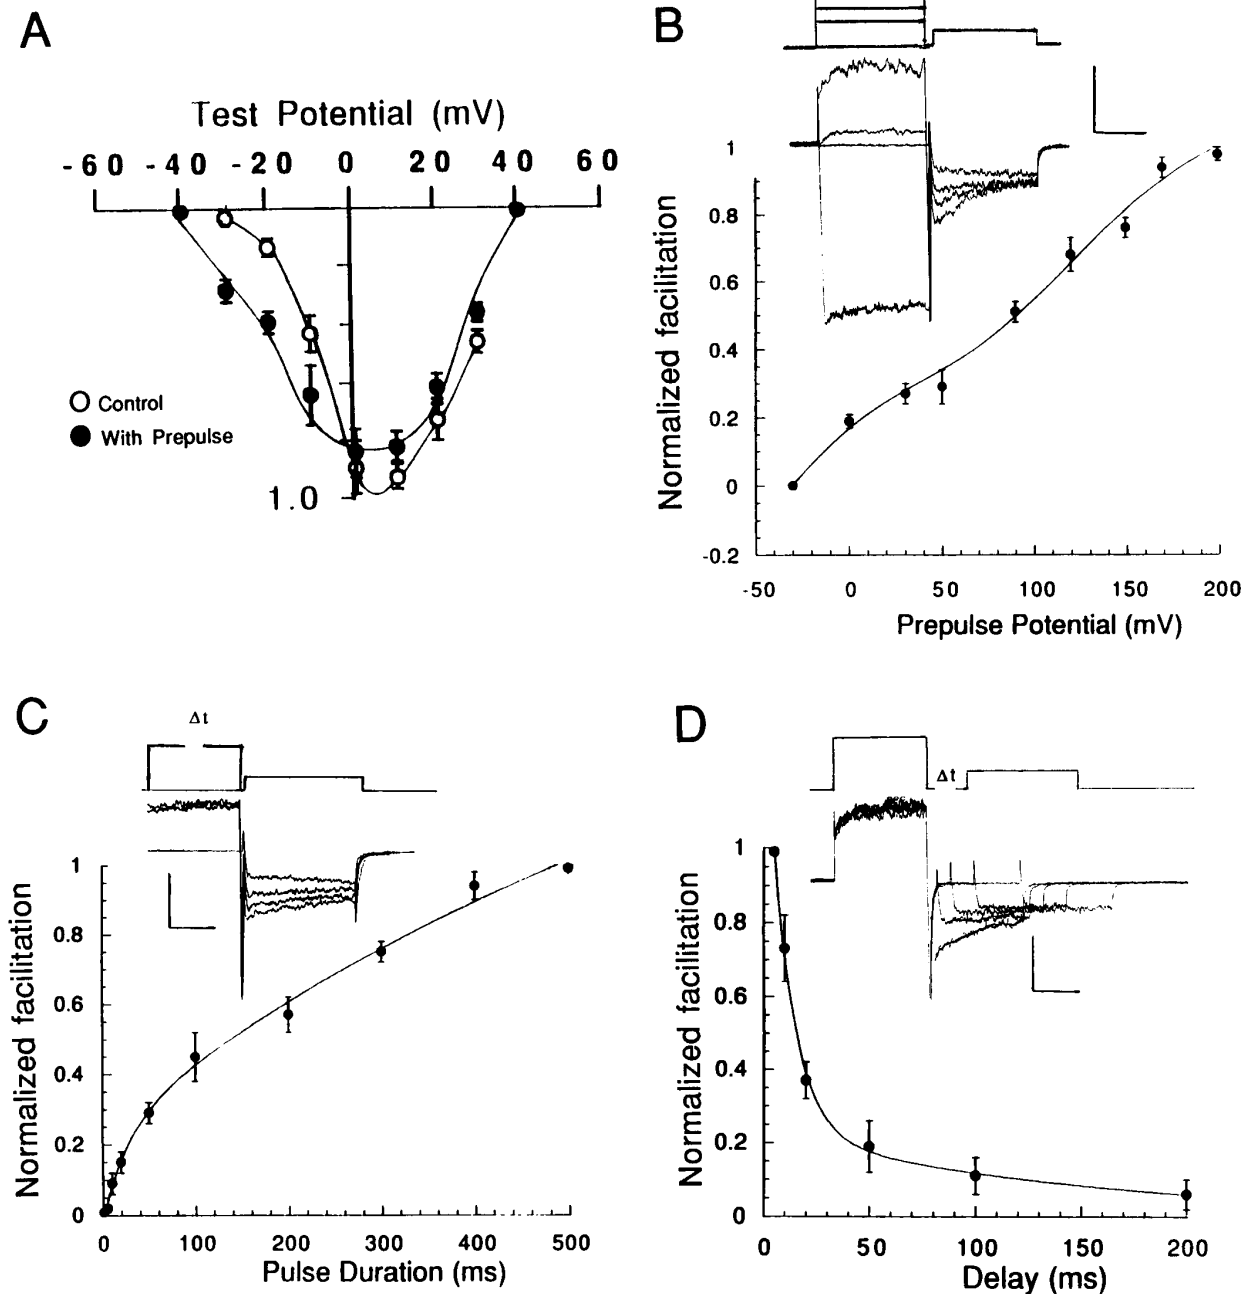 A
Test Potential (mV)
-60 -40 -20 0 20 40 60
Control
With Prepulse
1.0
B
Normalized facilitation
1
0.8
0.6
0.4
0.2
0
-0.2
-50 0 50 100 150 200
Prepulse Potential (mV)
C
Δt
Normalized facilitation
1
0.8
0.6
0.4
0.2
0
0 100 200 300 400 500
Pulse Duration (ms)
D
Δt
Normalized facilitation
1
0.8
0.6
0.4
0.2
0
0 50 100 150 200
Delay (ms)